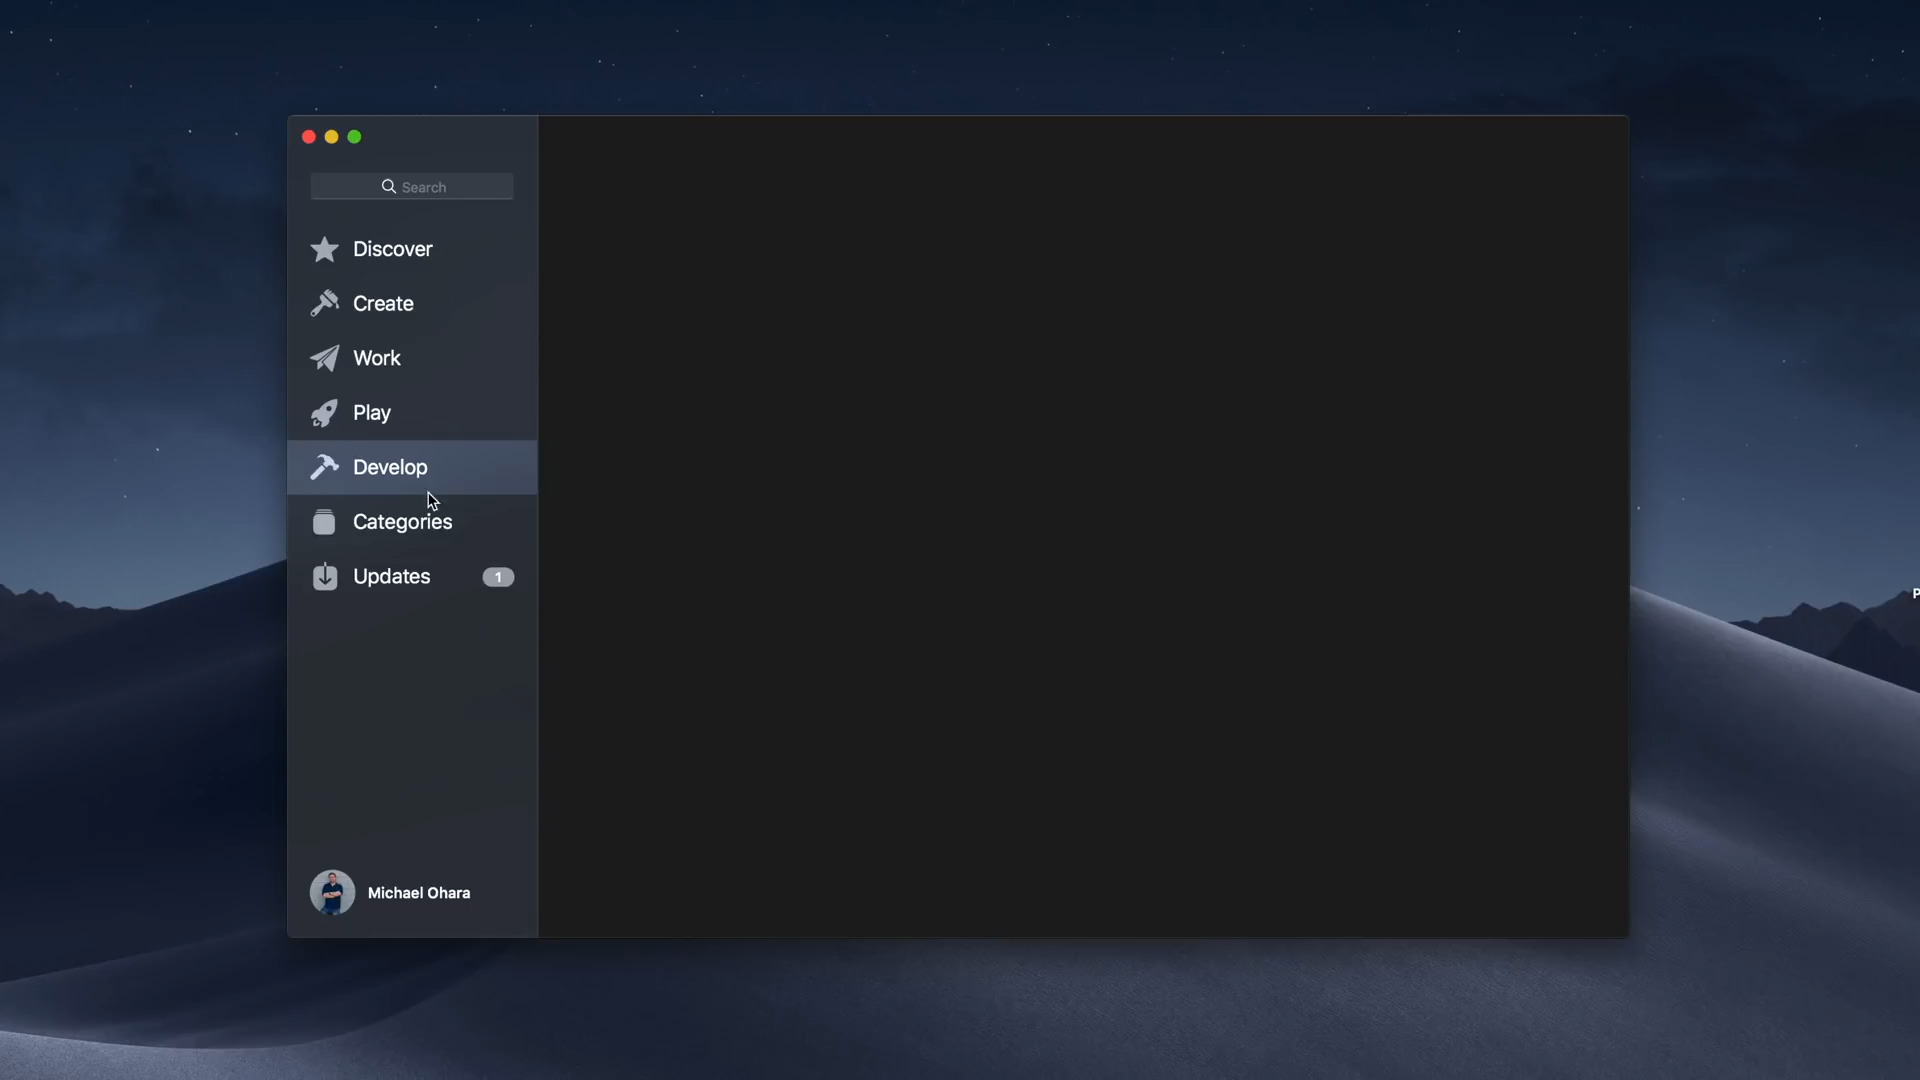 Search
Discover
Create
Work
Play
Develop
Categories
Updates
1
Michael Ohara
P